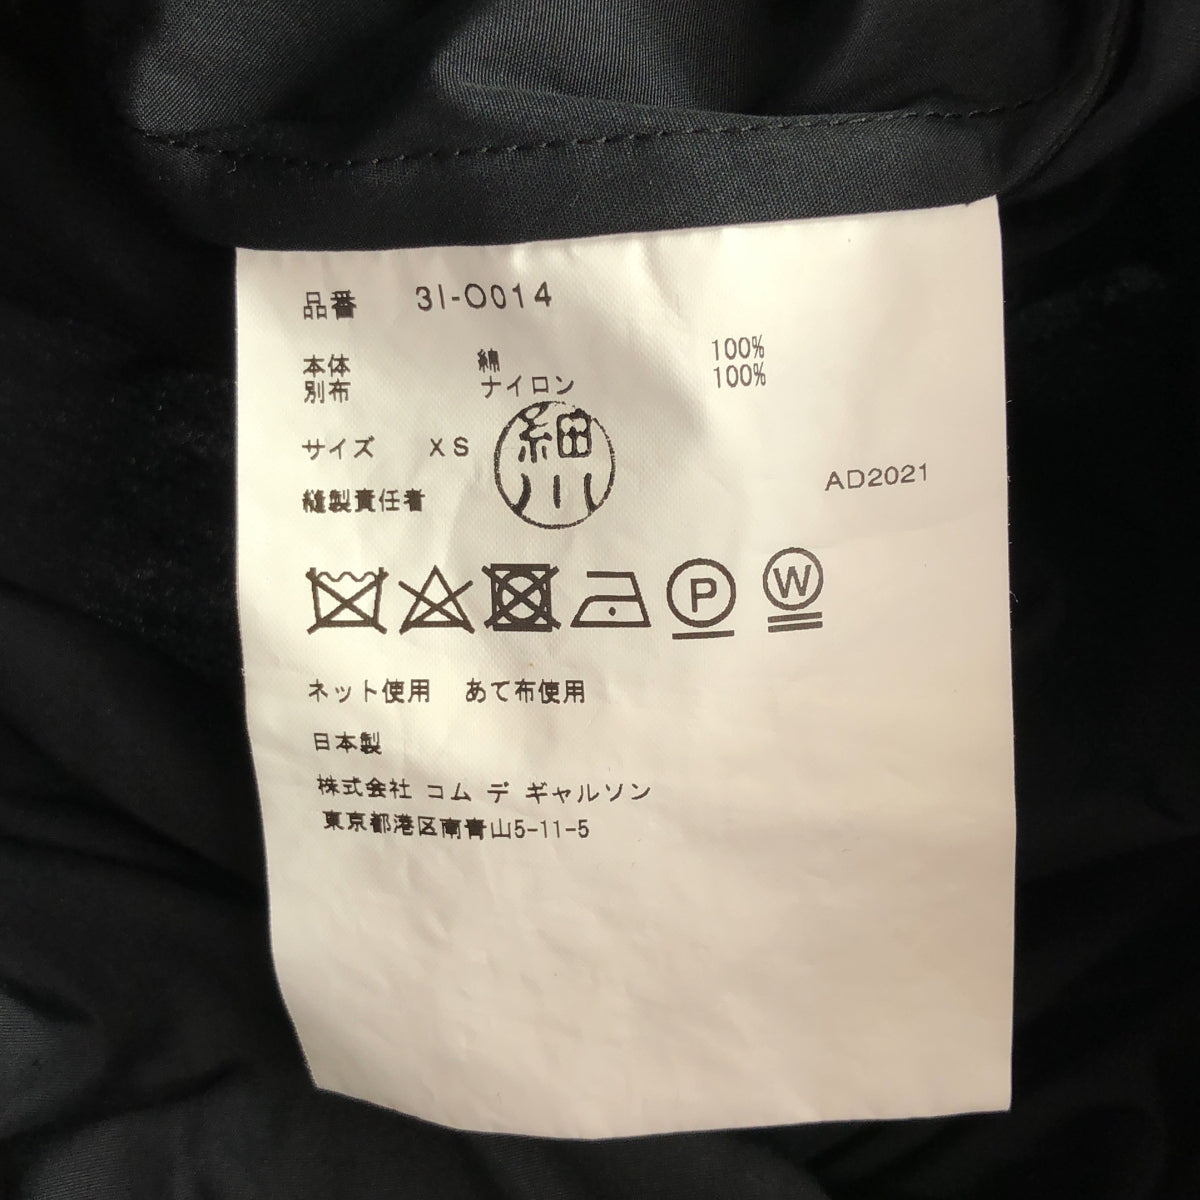 品番 3I-O014
本体 綿 100%
別布 ナイロン 100%
サイズ XS
細川
縫製責任者
AD2021
P W
ネット使用 あて布使用
日本製
株式会社 コム デ ギャルソン
東京都港区南青山5-11-5